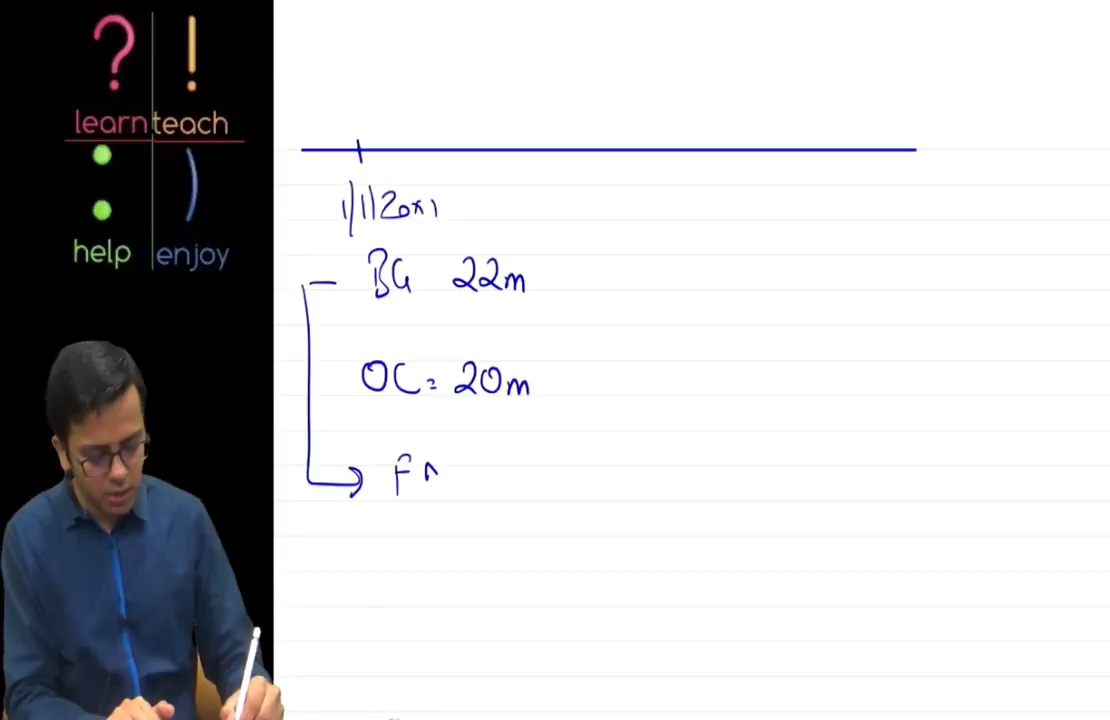 ? !
learn teach
: )
help enjoy
1/1/20x1
- BG 22m
OC = 20m